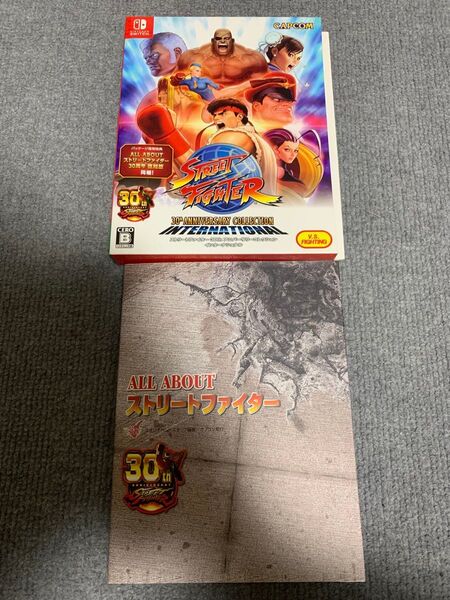 NINTENDO
SWITCH
CAPCOM
パッケージ版限定特典
ALL ABOUT
ストリートファイター
30周年 復刻版
同梱!
STREET
FIGHTER
30th ANNIVERSARY COLLECTION
INTERNATIONAL
30th
CERO
B
V.S.
FIGHTING
ALL ABOUT
ストリートファイター
30th
ANNIVERSARY
STREET
FIGHTER